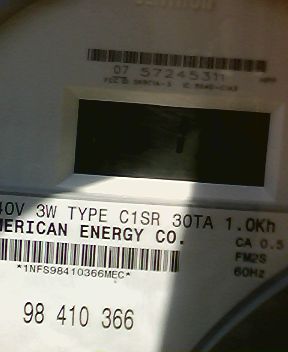 07 57245311
40V 3W TYPE C1SR 30TA 1.0Kh
MERICAN ENERGY CO.
CA 0.5
FM2S
60Hz
*1NFS98410366MEC*
98 410 366